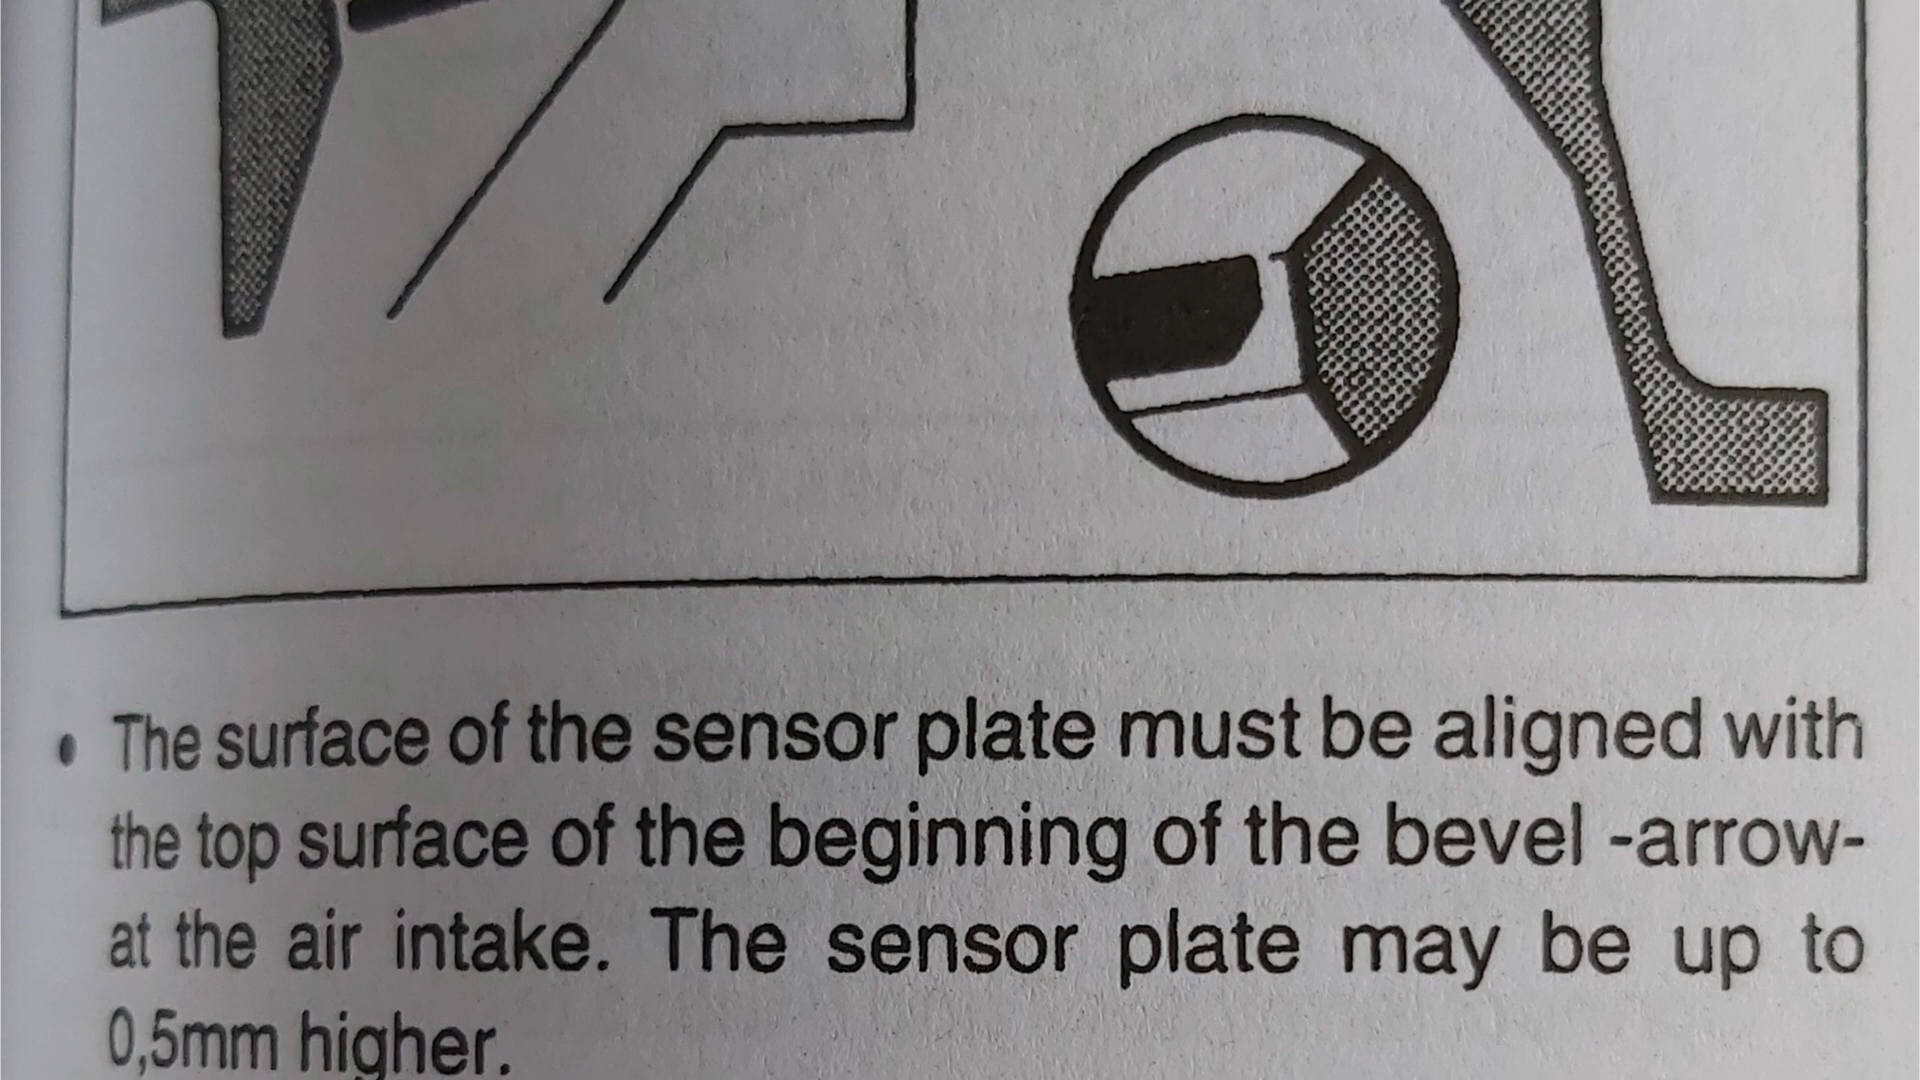 • The surface of the sensor plate must be aligned with
the top surface of the beginning of the bevel -arrow-
at the air intake. The sensor plate may be up to
0,5mm higher.